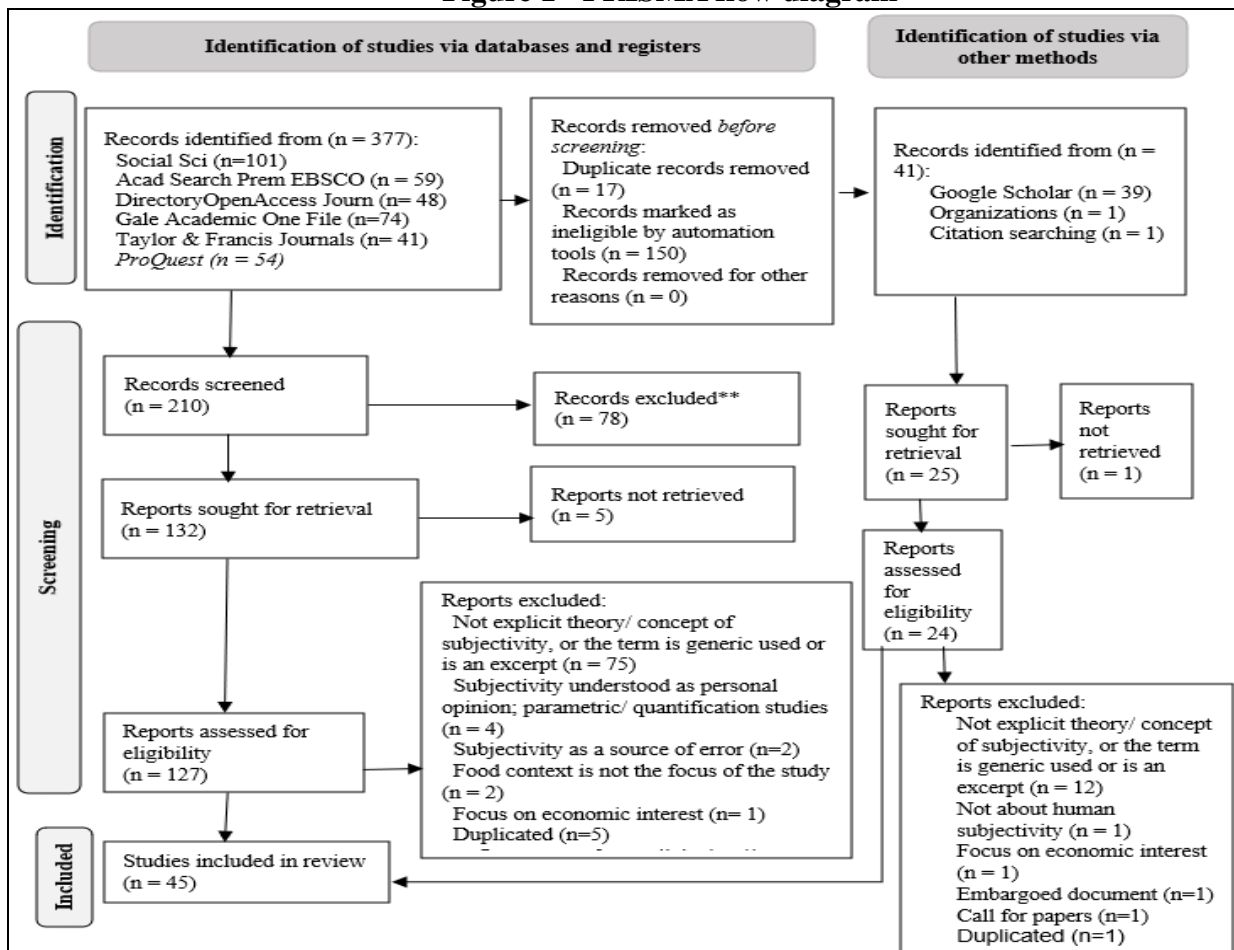 Figure 1 - PRISMA flow diagram
Identification of studies via databases and registers
Identification of studies via
other methods
Identification
Records identified from (n = 377):
Social Sci (n=101)
Acad Search Prem EBSCO (n = 59)
DirectoryOpenAccess Journ (n= 48)
Gale Academic One File (n=74)
Taylor & Francis Journals (n= 41)
ProQuest (n = 54)
Records removed before
screening:
Duplicate records removed
(n = 17)
Records marked as
ineligible by automation
tools (n = 150)
Records removed for other
reasons (n = 0)
Records identified from (n =
41):
Google Scholar (n = 39)
Organizations (n = 1)
Citation searching (n = 1)
Screening
Records screened
(n = 210)
Records excluded**
(n = 78)
Reports
sought for
retrieval
(n = 25)
Reports
not
retrieved
(n = 1)
Reports sought for retrieval
(n = 132)
Reports not retrieved
(n = 5)
Reports
assessed
for
eligibility
(n = 24)
Reports assessed for
eligibility
(n = 127)
Reports excluded:
Not explicit theory/ concept of
subjectivity, or the term is generic used or
is an excerpt (n = 75)
Subjectivity understood as personal
opinion; parametric/ quantification studies
(n = 4)
Subjectivity as a source of error (n=2)
Food context is not the focus of the study
(n = 2)
Focus on economic interest (n= 1)
Duplicated (n=5)
Reports excluded:
Not explicit theory/ concept
of subjectivity, or the term
is generic used or is an
excerpt (n = 12)
Not about human
subjectivity (n = 1)
Focus on economic interest
(n = 1)
Embargoed document (n=1)
Call for papers (n=1)
Duplicated (n=1)
Included
Studies included in review
(n = 45)